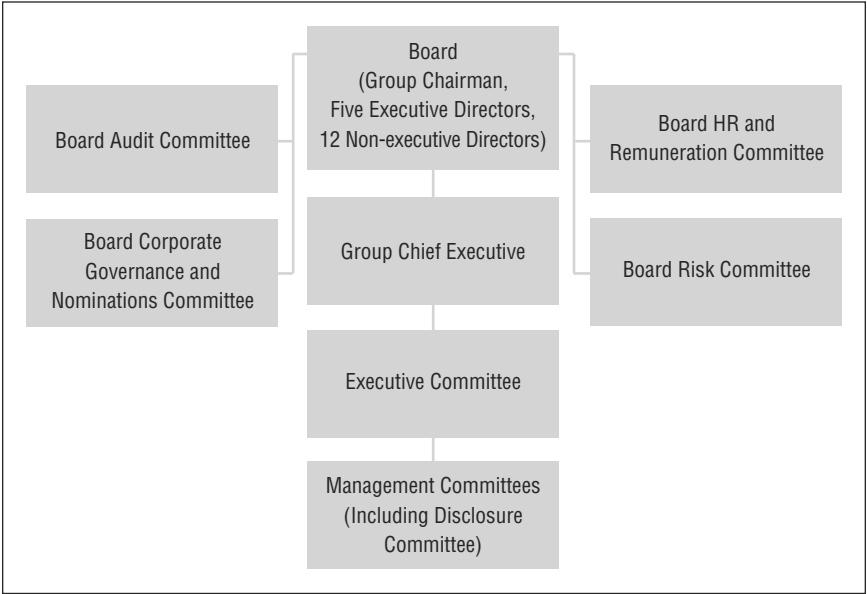 Board
(Group Chairman,
Five Executive Directors,
12 Non-executive Directors)
Board Audit Committee
Board HR and
Remuneration Committee
Board Corporate
Governance and
Nominations Committee
Group Chief Executive
Board Risk Committee
Executive Committee
Management Committees
(Including Disclosure
Committee)